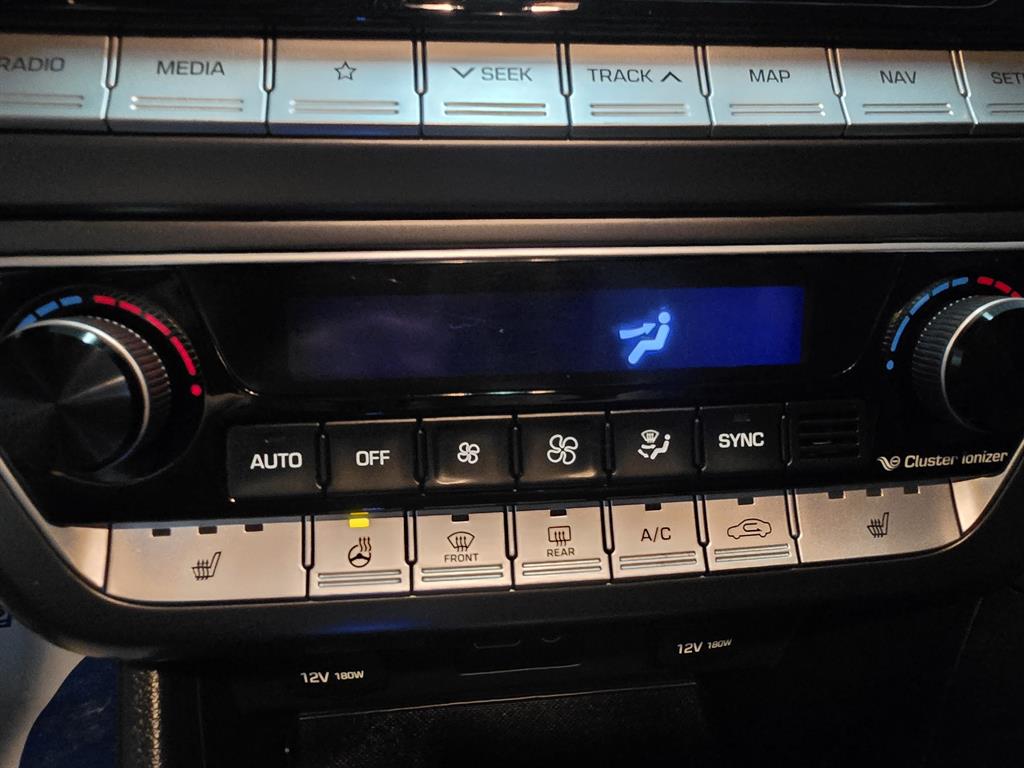 RADIO
MEDIA
SEEK
TRACK
MAP
NAV
AUTO
OFF
SYNC
Cluster Ionizer
FRONT
REAR
A/C
12V 180W
12V 180W